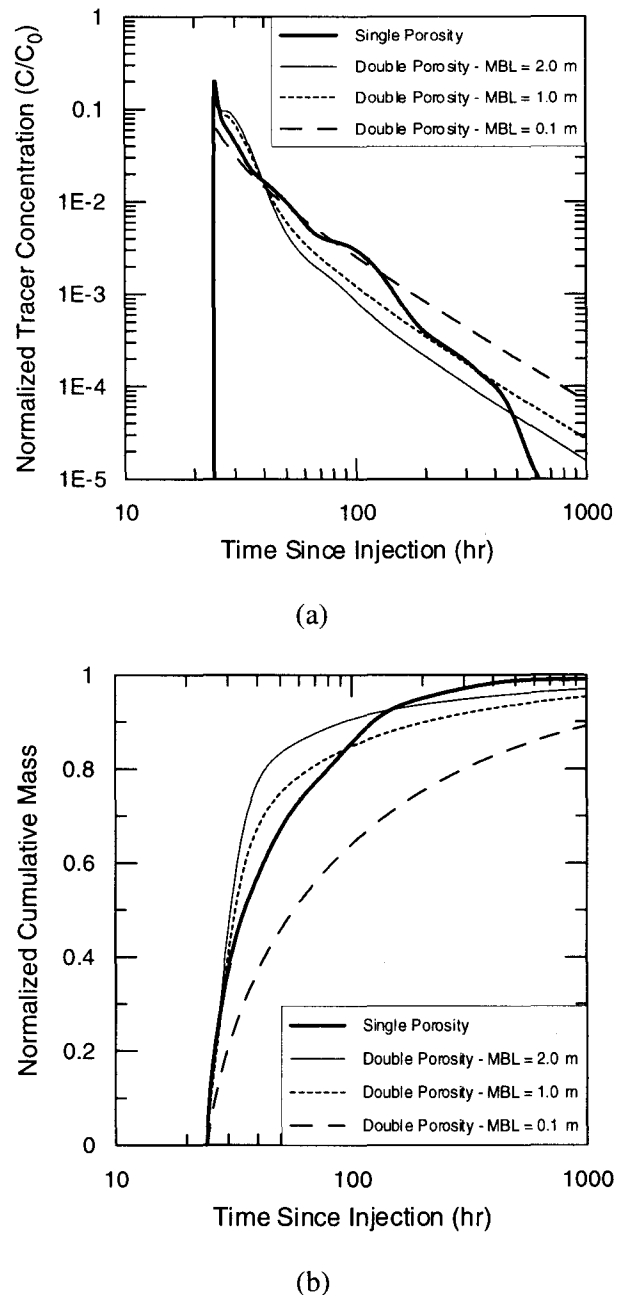 Normalized Tracer Concentration (C/C0)
1
0.1
1E-2
1E-3
1E-4
1E-5
Single Porosity
Double Porosity - MBL = 2.0 m
Double Porosity - MBL = 1.0 m
Double Porosity - MBL = 0.1 m
10 100 1000
Time Since Injection (hr)
(a)
Normalized Cumulative Mass
1
0.8
0.6
0.4
0.2
0
Single Porosity
Double Porosity - MBL = 2.0 m
Double Porosity - MBL = 1.0 m
Double Porosity - MBL = 0.1 m
10 100 1000
Time Since Injection (hr)
(b)